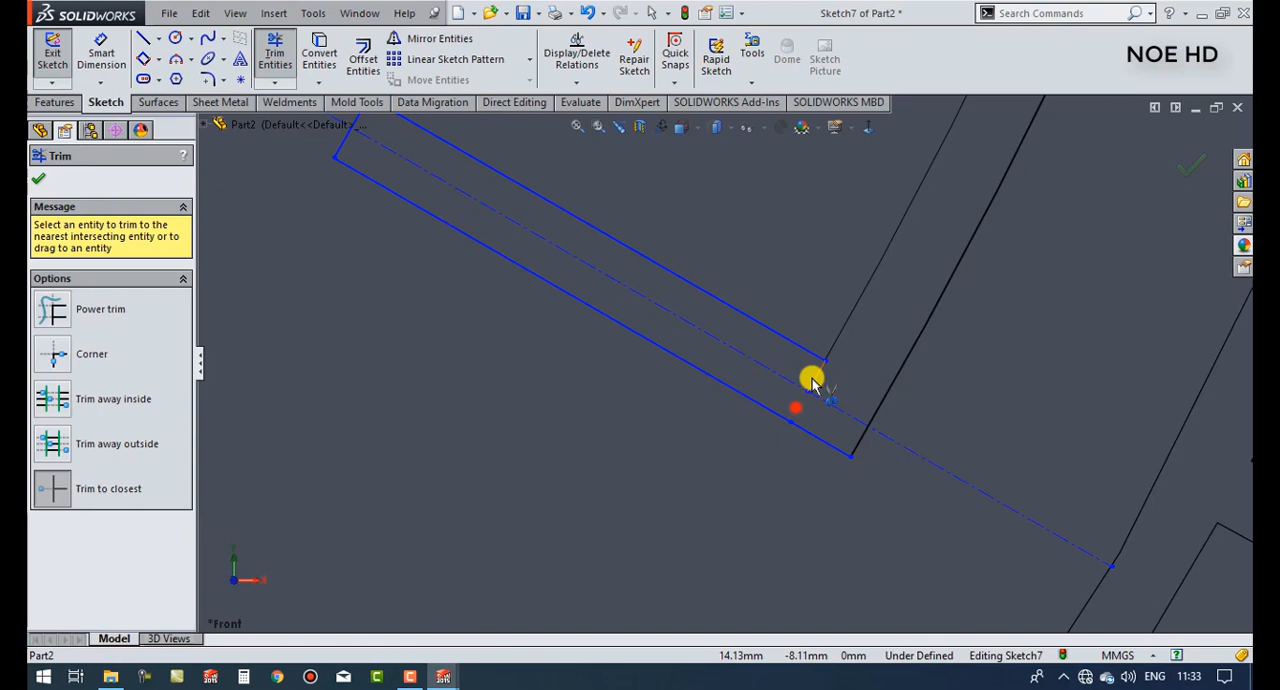 SOLIDWORKS File Edit View Insert Tools Window Help Sketch7 of Part2 * Search Commands
Exit Sketch
Smart Dimension
Trim Entities
Convert Entities
Offset Entities
Mirror Entities
Linear Sketch Pattern
Move Entities
Display/Delete Relations
Repair Sketch
Quick Snaps
Rapid Sketch
Tools
Dome
Sketch Picture
NOE HD
Features Sketch Surfaces Sheet Metal Weldments Mold Tools Data Migration Direct Editing Evaluate DimXpert SOLIDWORKS Add-Ins SOLIDWORKS MBD
Part2 (Default<<Default>_...
Trim ?
Message
Select an entity to trim to the
nearest intersecting entity or to
drag to an entity
Options
Power trim
Corner
Trim away inside
Trim away outside
Trim to closest
*Front
Model 3D Views
Part2 14.13mm -8.11mm 0mm Under Defined Editing Sketch7 MMGS
ENG 11:33